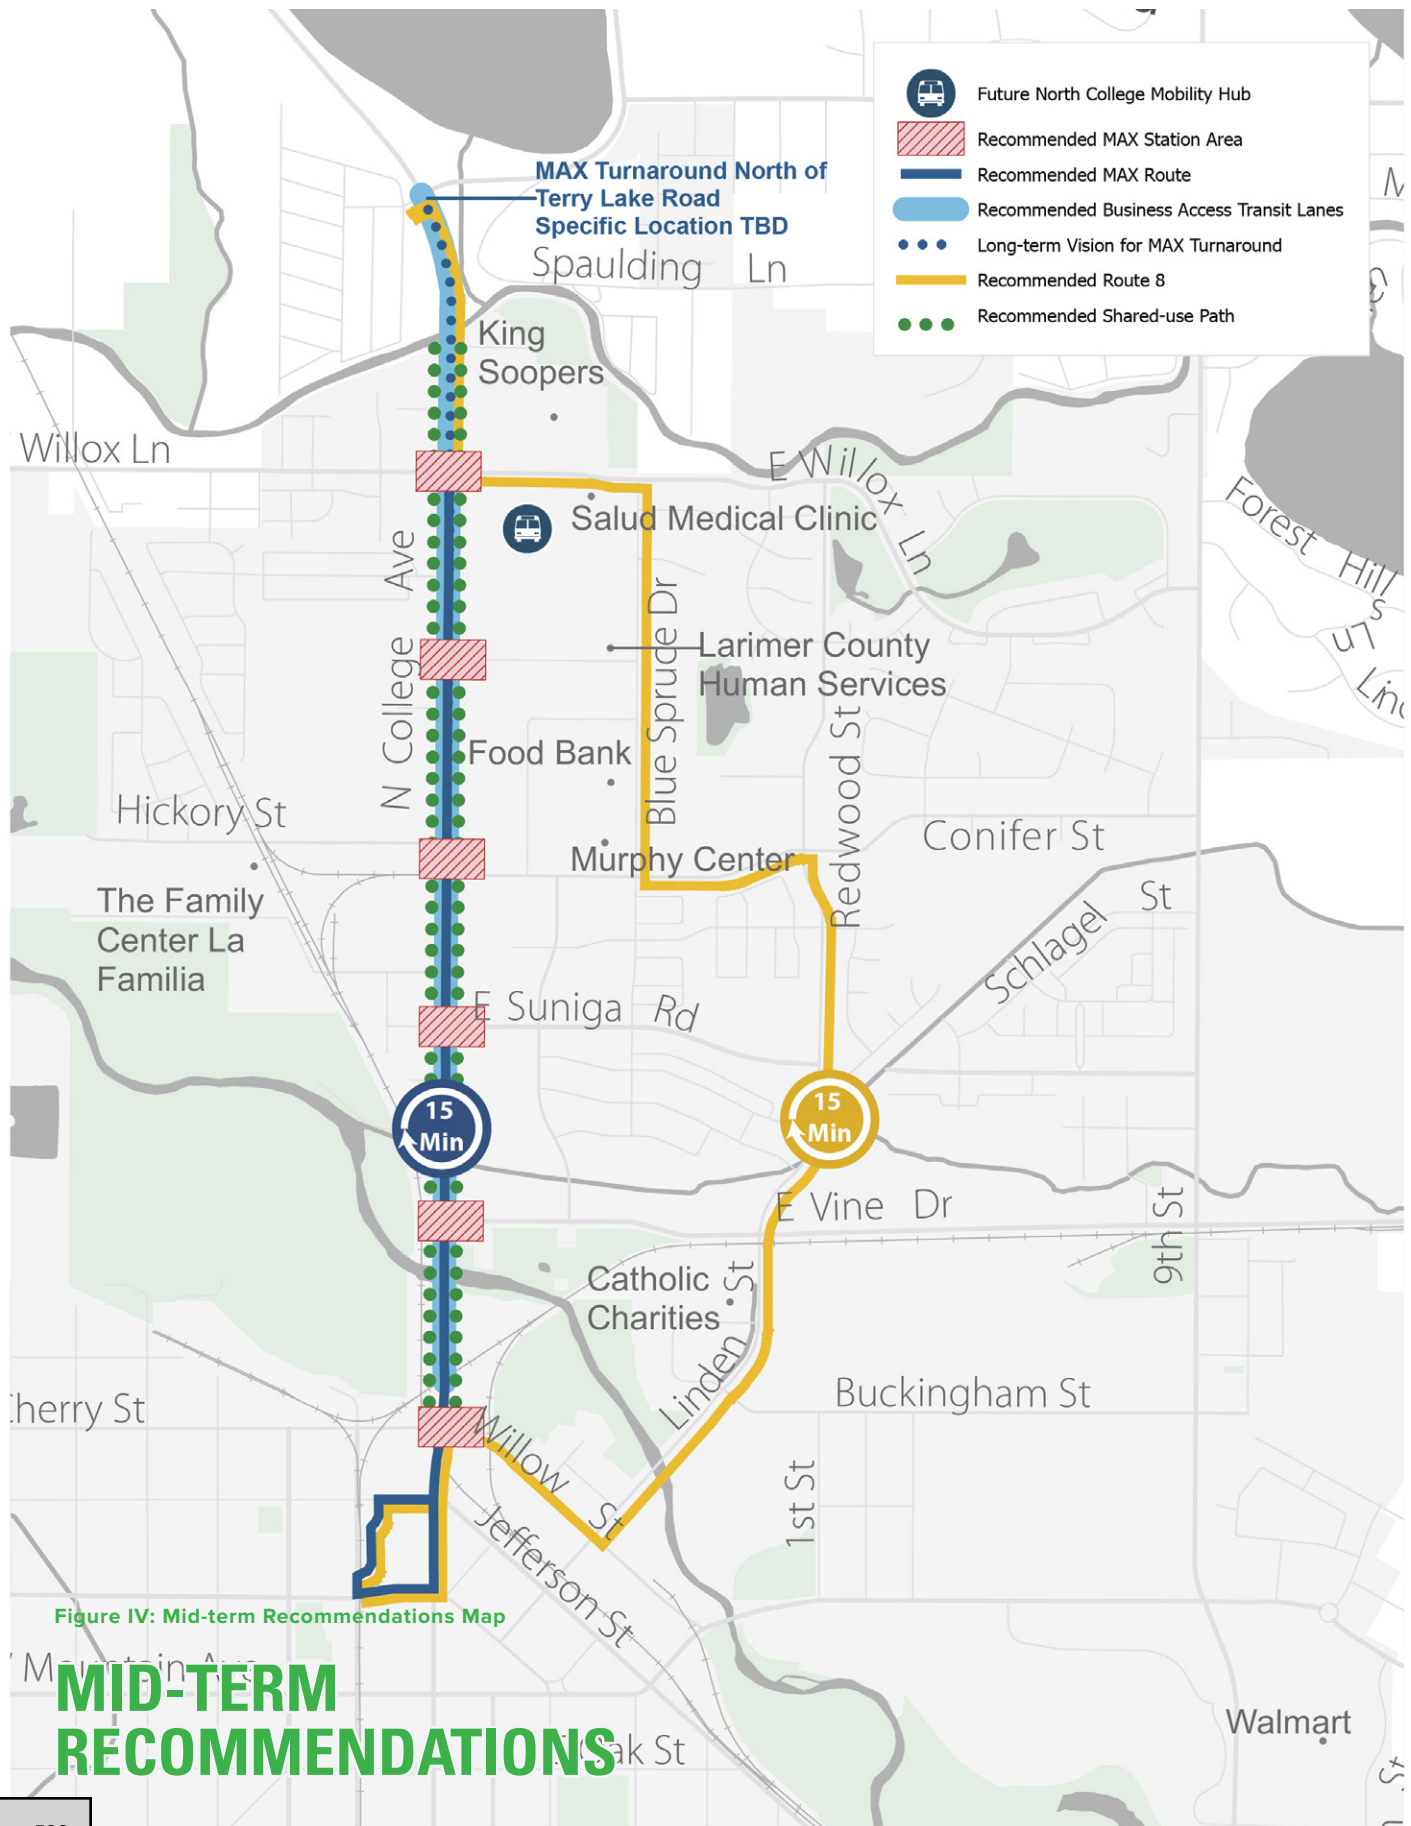 Future North College Mobility Hub
Recommended MAX Station Area
Recommended MAX Route
Recommended Business Access Transit Lanes
Long-term Vision for MAX Turnaround
Recommended Route 8
Recommended Shared-use Path
MAX Turnaround North of
Terry Lake Road
Specific Location TBD
Spaulding Ln
King
Soopers
Willox Ln
E Willox Ln
Forest Hills Ln
Salud Medical Clinic
N College Ave
Blue Spruce Dr
Larimer County
Human Services
Redwood St
Food Bank
Hickory St
Conifer St
Murphy Center
The Family
Center La
Familia
Schlagel St
E Suniga Rd
15
Min
15
Min
E Vine Dr
9th St
Catholic
Charities
Linden St
Buckingham St
Cherry St
Willow St
1st St
Jefferson St
Figure IV: Mid-term Recommendations Map
Mountain Ave
MID-TERM
RECOMMENDATIONS
Oak St
Walmart